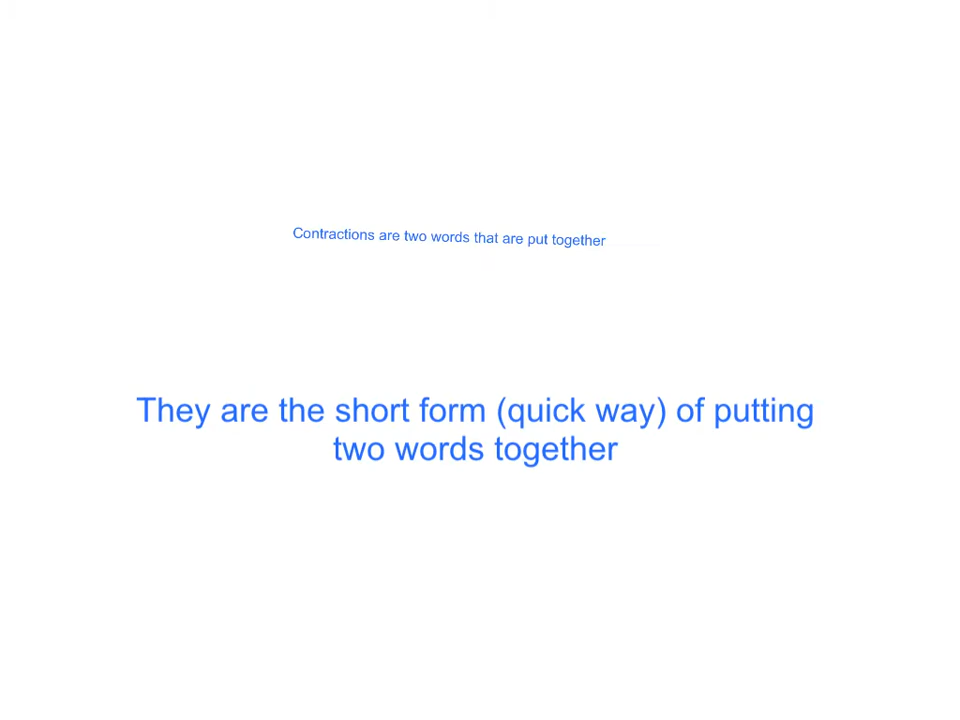 Contractions are two words that are put together
They are the short form (quick way) of putting
two words together